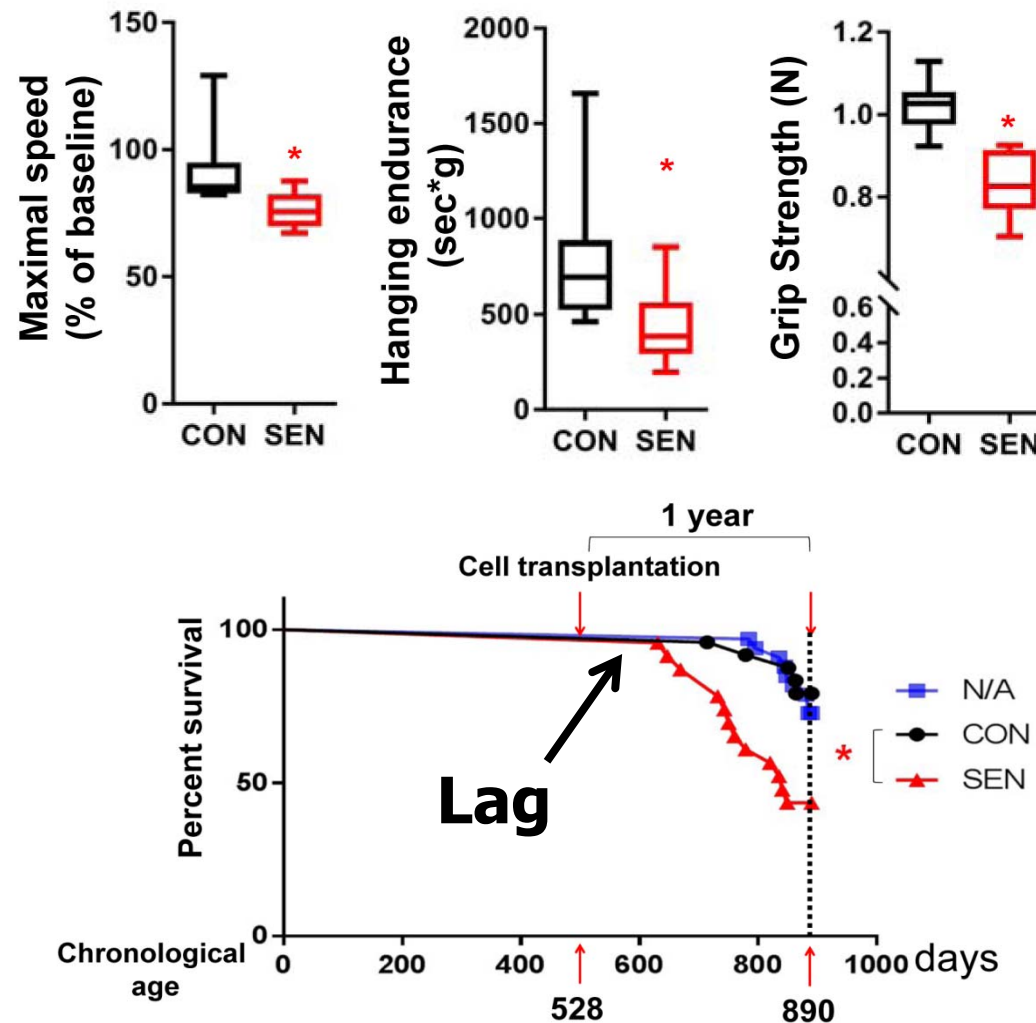 Maximal speed
(% of baseline)
150
100
50
0
*
CON SEN
Hanging endurance
(sec*g)
2000
1500
1000
500
0
*
CON SEN
Grip Strength (N)
1.2
1.0
0.8
0.6
0.4
0.2
0.0
*
CON SEN
1 year
Cell transplantation
Percent survival
100
50
0
Lag
N/A
CON
SEN
*
Chronological
age
0 200 400 600 800 1000 days
528 890